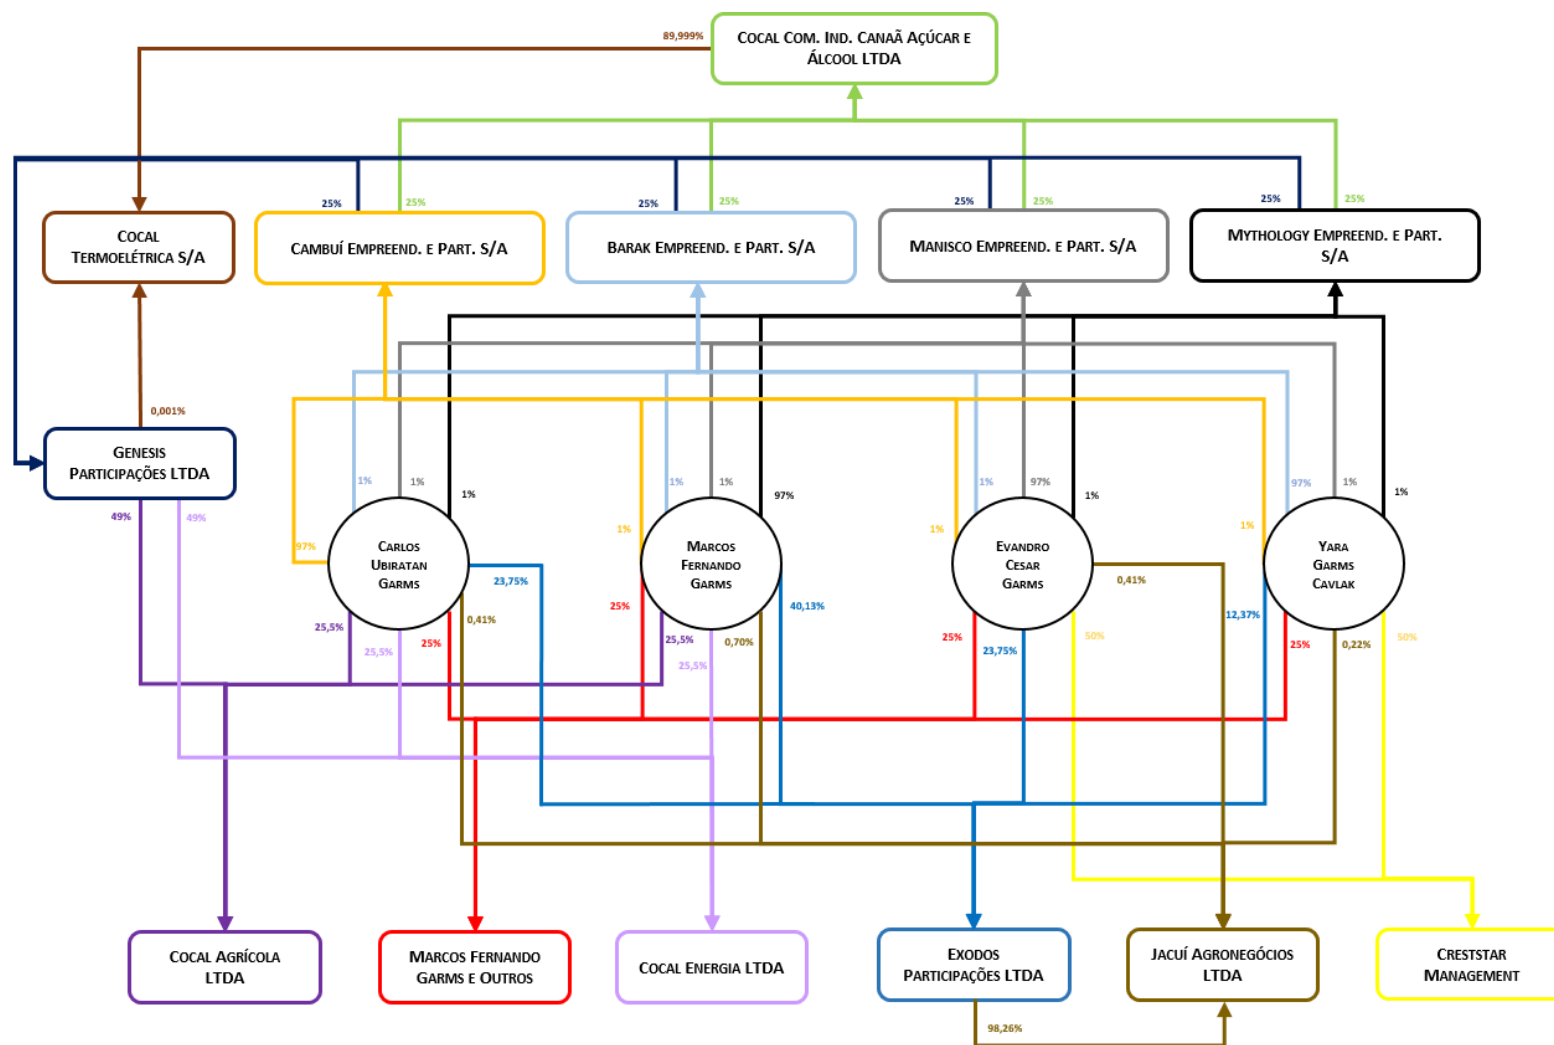 89,999%
COCAL COM. IND. CANAÃ AÇÚCAR E
ÁLCOOL LTDA
25%
25%
25%
25%
25%
25%
25%
25%
COCAL
TERMOELÉTRICA S/A
CAMBUÍ EMPREEND. E PART. S/A
BARAK EMPREEND. E PART. S/A
MANISCO EMPREEND. E PART. S/A
MYTHOLOGY EMPREEND. E PART.
S/A
0,001%
GENESIS
PARTICIPAÇÕES LTDA
1%
1%
1%
1%
1%
97%
1%
97%
1%
97%
1%
1%
49%
49%
97%
1%
1%
1%
CARLOS
UBIRATAN
GARMS
MARCOS
FERNANDO
GARMS
EVANDRO
CESAR
GARMS
YARA
GARMS
CAVLAK
23,75%
25%
40,13%
0,41%
12,37%
25,5%
25,5%
25%
0,41%
25,5%
25,5%
0,70%
25%
23,75%
50%
25%
0,22%
50%
COCAL AGRÍCOLA
LTDA
MARCOS FERNANDO
GARMS E OUTROS
COCAL ENERGIA LTDA
EXODOS
PARTICIPAÇÕES LTDA
JACUÍ AGRONEGÓCIOS
LTDA
CRESTSTAR
MANAGEMENT
98,26%